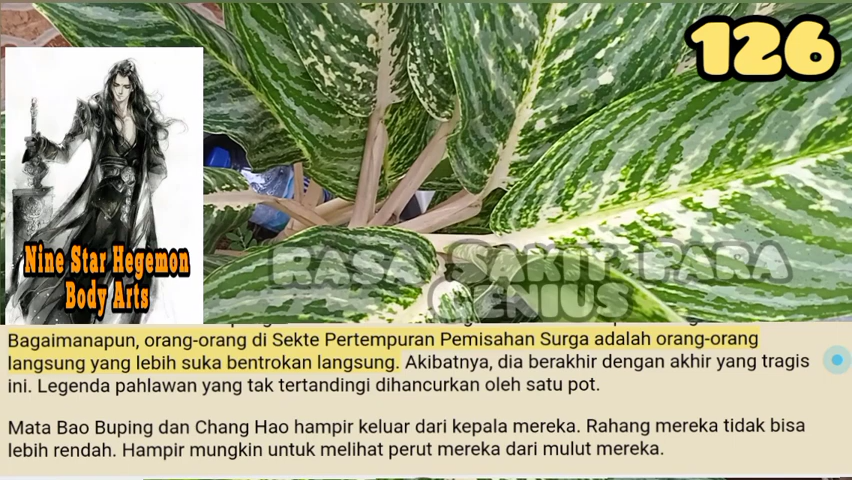 126
Nine Star Hegemon
Body Arts
RASA SAKIT PARA
GENIUS
Bagaimanapun, orang-orang di Sekte Pertempuran Pemisahan Surga adalah orang-orang
langsung yang lebih suka bentrokan langsung. Akibatnya, dia berakhir dengan akhir yang tragis
ini. Legenda pahlawan yang tak tertandingi dihancurkan oleh satu pot.
Mata Bao Buping dan Chang Hao hampir keluar dari kepala mereka. Rahang mereka tidak bisa
lebih rendah. Hampir mungkin untuk melihat perut mereka dari mulut mereka.